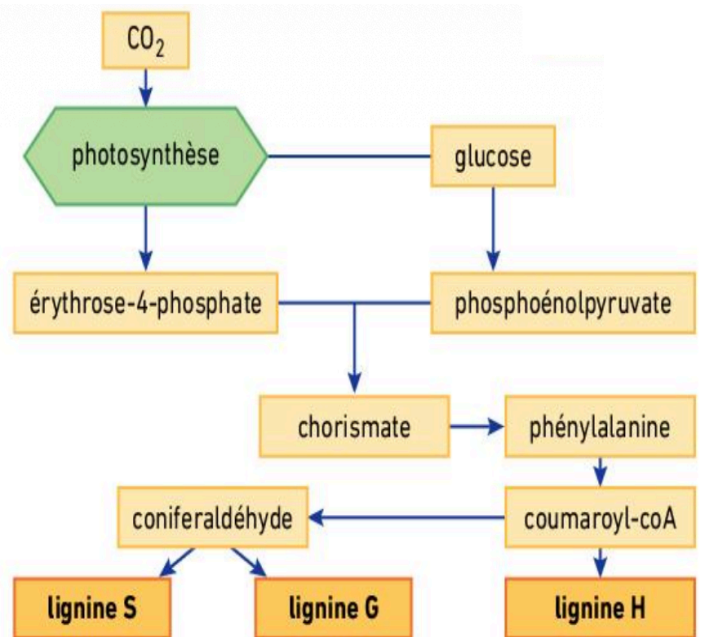 CO₂
photosynthèse
glucose
érythrose-4-phosphate
phosphoénolpyruvate
chorismate
phénylalanine
coniferaldéhyde
coumaroyl-coA
lignine S
lignine G
lignine H